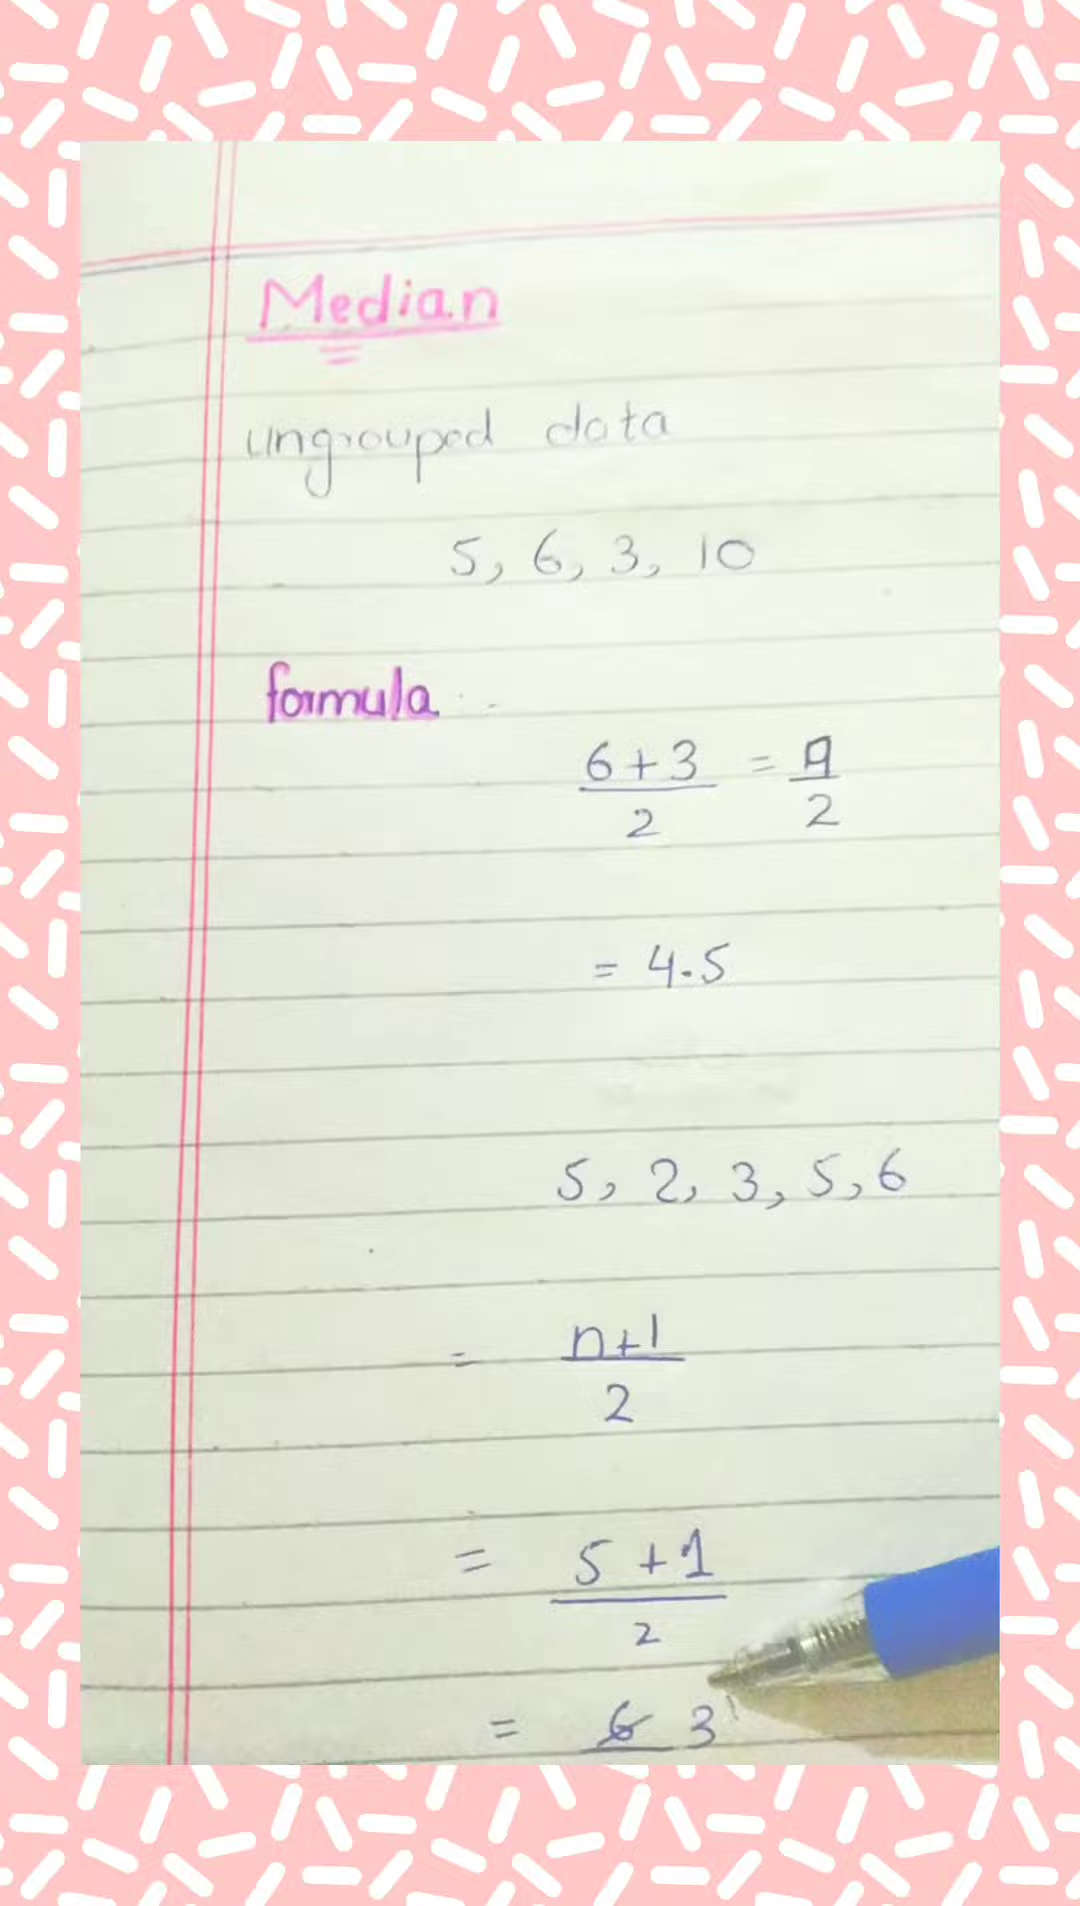 Median
ungrouped data
5, 6, 3, 10
formula
6+3 = 9
2 2
= 4.5
5, 2, 3, 5, 6
= n+1
2
= 5+1
2
= 6 3